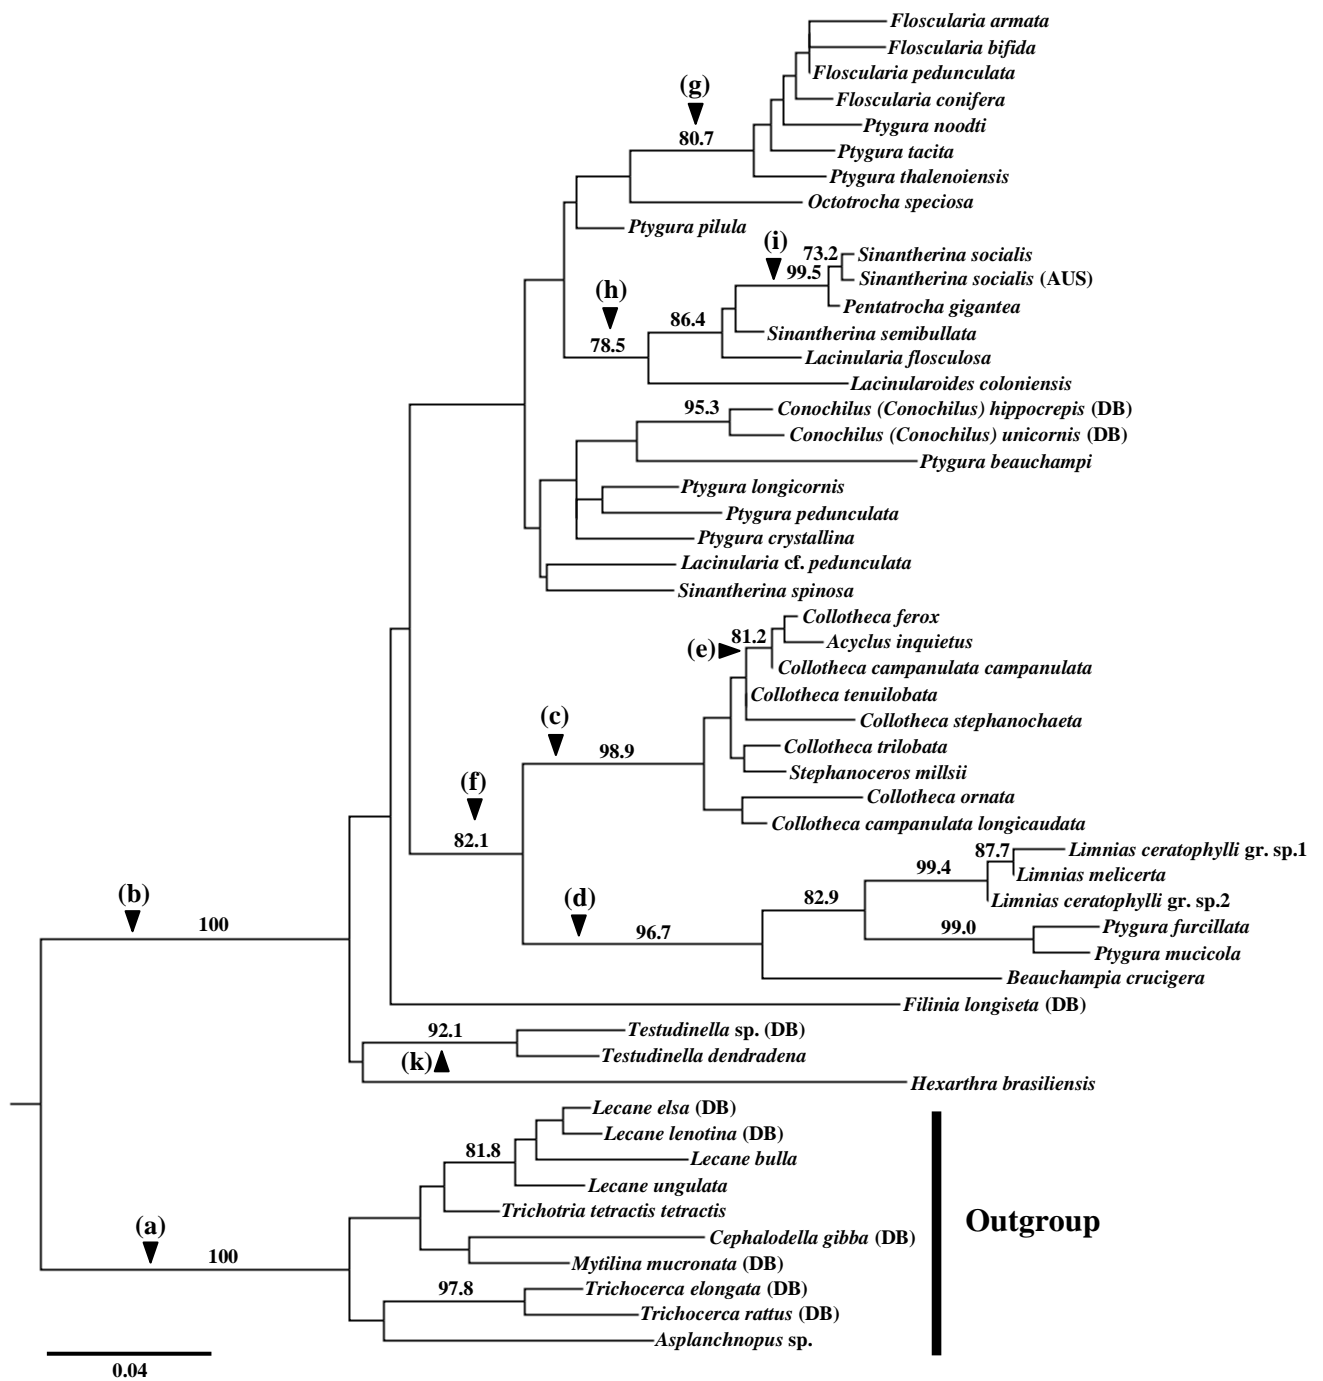 Floscularia armata
Floscularia bifida
Floscularia pedunculata
(g)
Floscularia conifera
Ptygura noodti
80.7
Ptygura tacita
Ptygura thalenoiensis
Octotrocha speciosa
Ptygura pilula
(i)
73.2
Sinantherina socialis
99.5
Sinantherina socialis (AUS)
(h)
Pentatrocha gigantea
86.4
Sinantherina semibullata
78.5
Lacinularia flosculosa
Lacinularoides coloniensis
95.3
Conochilus (Conochilus) hippocrepis (DB)
Conochilus (Conochilus) unicornis (DB)
Ptygura beauchampi
Ptygura longicornis
Ptygura pedunculata
Ptygura crystallina
Lacinularia cf. pedunculata
Sinantherina spinosa
Collotheca ferox
81.2
(e)
Acyclus inquietus
Collotheca campanulata campanulata
Collotheca tenuilobata
(c)
Collotheca stephanochaeta
98.9
Collotheca trilobata
Stephanoceros millsii
(f)
Collotheca ornata
Collotheca campanulata longicaudata
82.1
87.7
Limnias ceratophylli gr. sp.1
99.4
Limnias melicerta
(b)
(d)
82.9
Limnias ceratophylli gr. sp.2
100
96.7
99.0
Ptygura furcillata
Ptygura mucicola
Beauchampia crucigera
Filinia longiseta (DB)
92.1
Testudinella sp. (DB)
(k)
Testudinella dendradena
Hexarthra brasiliensis
Lecane elsa (DB)
Lecane lenotina (DB)
81.8
Lecane bulla
Lecane ungulata
Trichotria tetractis tetractis
Outgroup
(a)
100
Cephalodella gibba (DB)
Mytilina mucronata (DB)
97.8
Trichocerca elongata (DB)
Trichocerca rattus (DB)
Asplanchnopus sp.
0.04